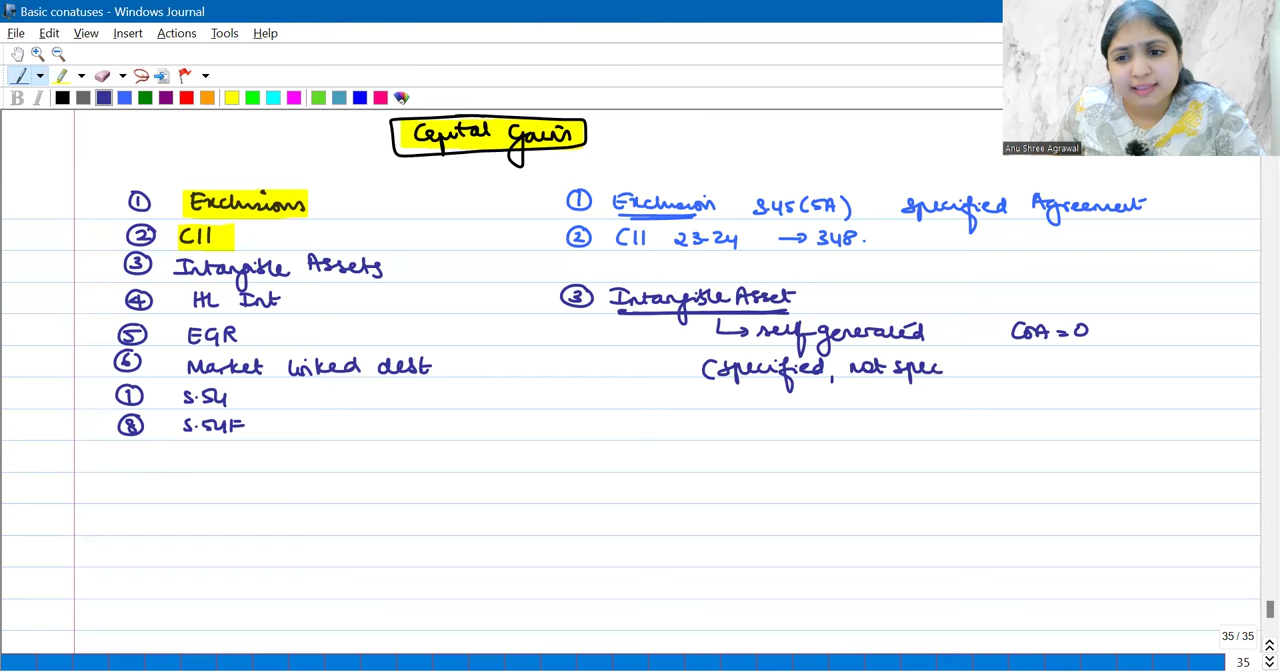 Basic conatuses - Windows Journal
File Edit View Insert Actions Tools Help
B I
Anu Shree Agrawal
Capital Gain
① Exclusions
② CII
③ Intangible Assets
④ HL Int
⑤ EGR
⑥ Market linked debt
① S.54
⑧ S.54F
① Exclusion S.45(5A) specified Agreement
② CII 23-24 → 348.
③ Intangible Asset
↳ self generated COA = 0
(specified, not spec
35 / 35
35